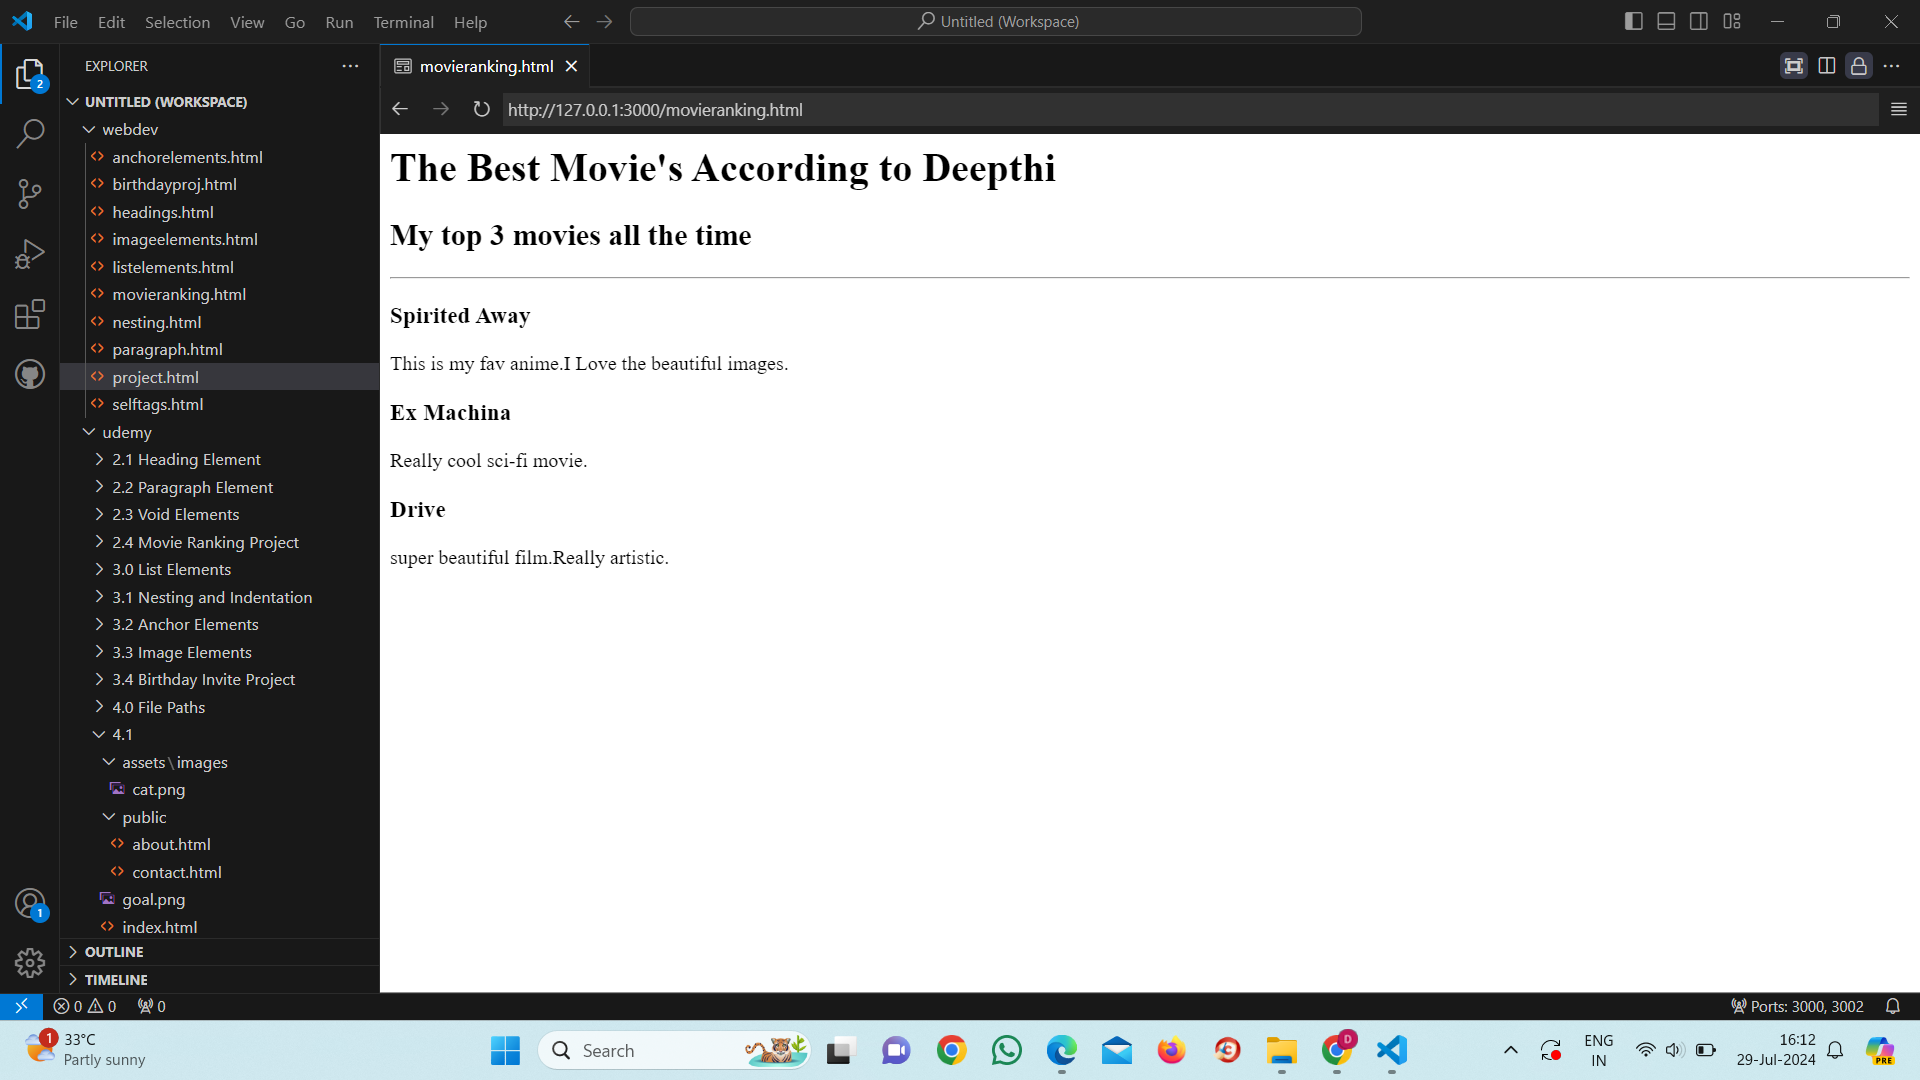 File Edit Selection View Go Run Terminal Help
Untitled (Workspace)
EXPLORER
movieranking.html
2
UNTITLED (WORKSPACE)
http://127.0.0.1:3000/movieranking.html
webdev
anchorelements.html
birthdayproj.html
headings.html
imageelements.html
listelements.html
movieranking.html
nesting.html
paragraph.html
project.html
selftags.html
udemy
2.1 Heading Element
2.2 Paragraph Element
2.3 Void Elements
2.4 Movie Ranking Project
3.0 List Elements
3.1 Nesting and Indentation
3.2 Anchor Elements
3.3 Image Elements
3.4 Birthday Invite Project
4.0 File Paths
4.1
assets\images
cat.png
public
about.html
contact.html
goal.png
index.html
1
OUTLINE
TIMELINE
The Best Movie's According to Deepthi
My top 3 movies all the time
Spirited Away
This is my fav anime.I Love the beautiful images.
Ex Machina
Really cool sci-fi movie.
Drive
super beautiful film.Really artistic.
0 0 0
Ports: 3000, 3002
1
33°C
Partly sunny
Search
D
ENG
IN
16:12
29-Jul-2024
PRE